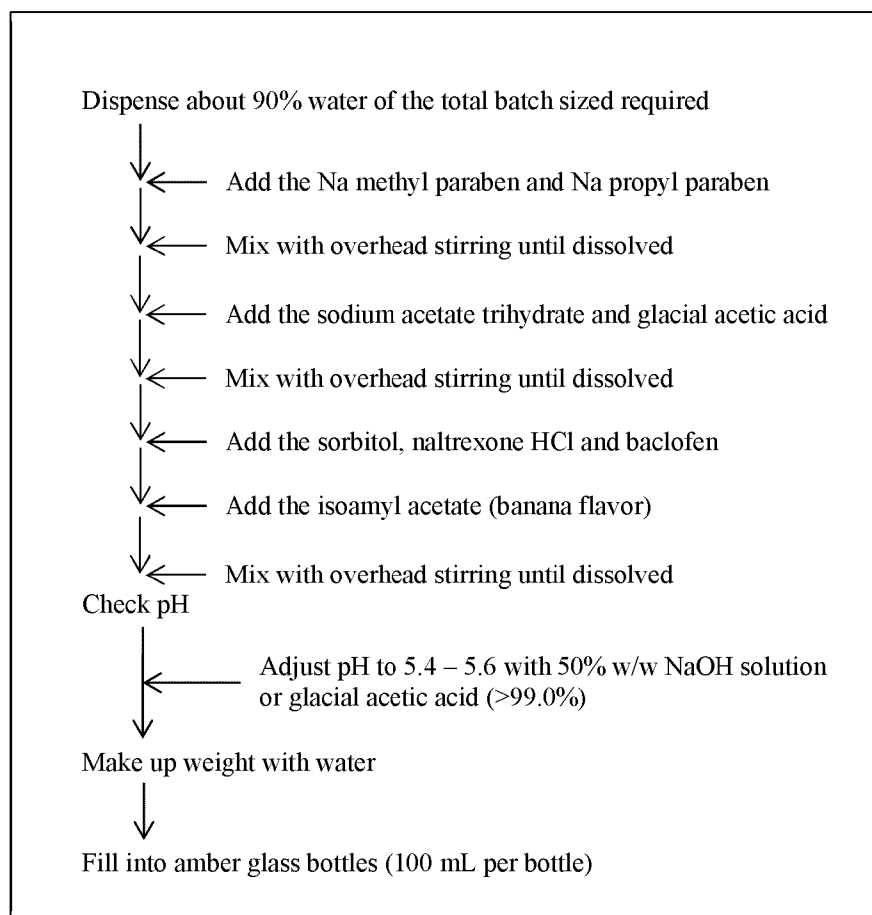 Dispense about 90% water of the total batch sized required
Add the Na methyl paraben and Na propyl paraben
Mix with overhead stirring until dissolved
Add the sodium acetate trihydrate and glacial acetic acid
Mix with overhead stirring until dissolved
Add the sorbitol, naltrexone HCl and baclofen
Add the isoamyl acetate (banana flavor)
Mix with overhead stirring until dissolved
Check pH
Adjust pH to 5.4 – 5.6 with 50% w/w NaOH solution
or glacial acetic acid (>99.0%)
Make up weight with water
Fill into amber glass bottles (100 mL per bottle)